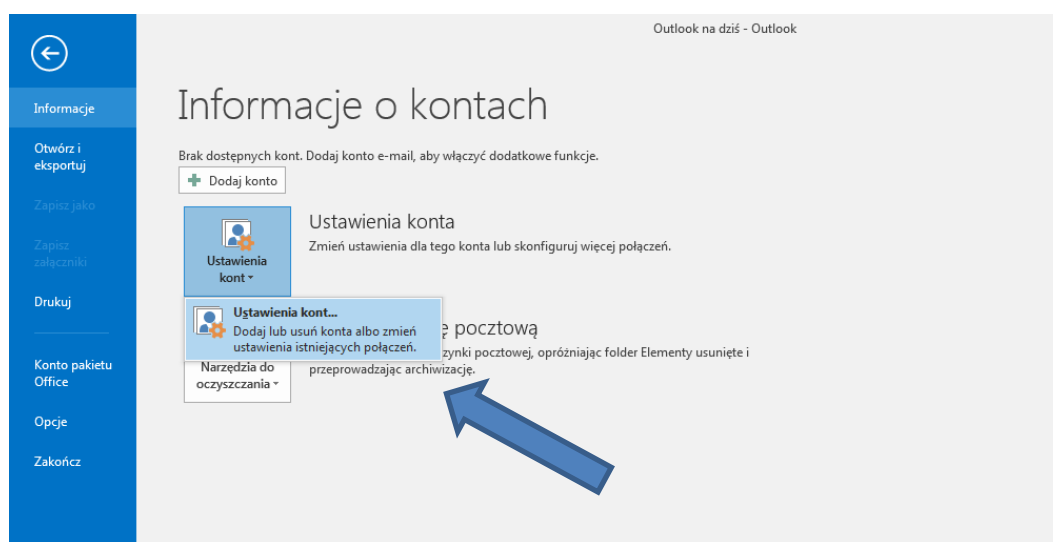 Outlook na dziś - Outlook
Informacje
Otwórz i
eksportuj
Zapisz jako
Zapisz
załączniki
Drukuj
Konto pakietu
Office
Opcje
Zakończ
Informacje o kontach
Brak dostępnych kont. Dodaj konto e-mail, aby włączyć dodatkowe funkcje.
Dodaj konto
Ustawienia
kont
Ustawienia konta
Zmień ustawienia dla tego konta lub skonfiguruj więcej połączeń.
Ustawienia kont...
Dodaj lub usuń konta albo zmień
ustawienia istniejących połączeń.
pocztową
pocztowej, opróżniając folder Elementy usunięte i
przeprowadzając archiwizację.
Narzędzia do
oczyszczania